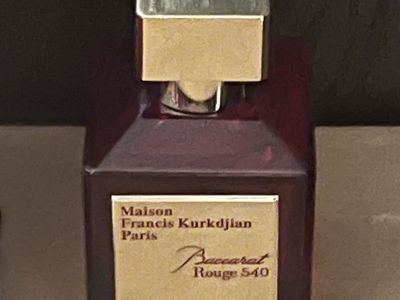 Maison
Francis Kurkdjian
Paris
Baccarat
Rouge 540